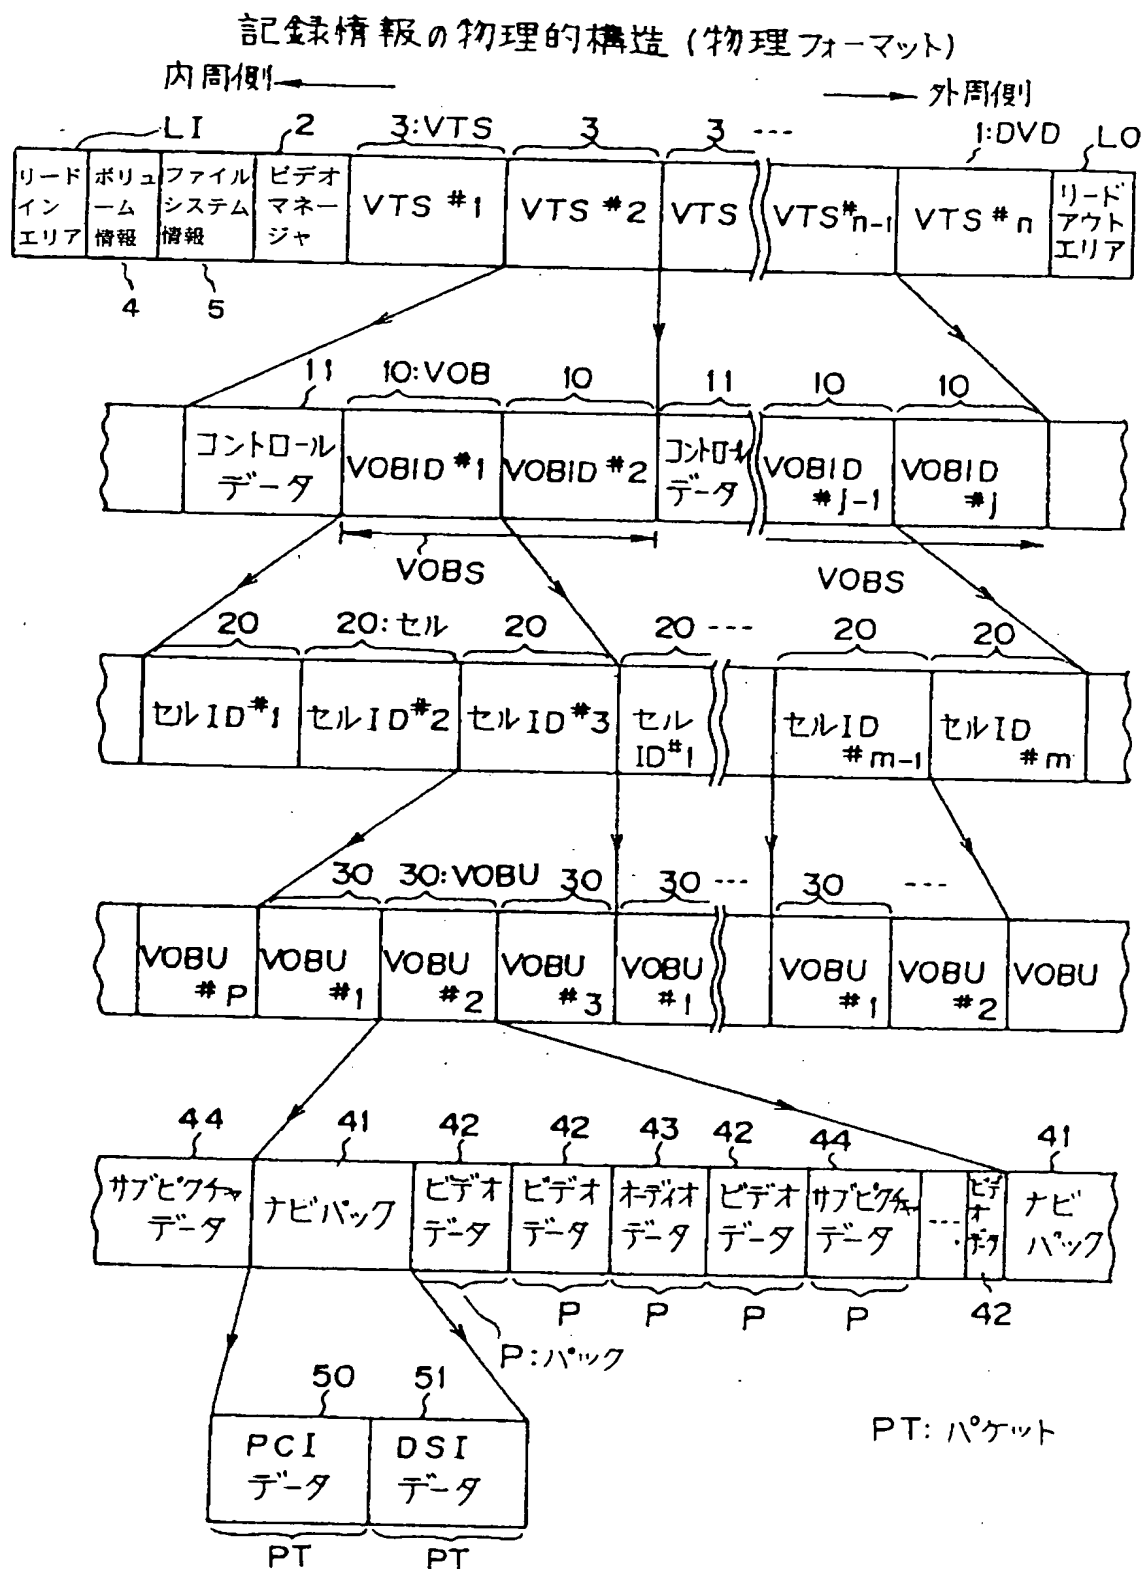 記録情報の物理的構造 (物理フォーマット)
内周側
外周側
LI
2
3:VTS
3
3
---
1:DVD
LO
リード
イン
エリア
ボリュ
ーム
情報
ファイル
システム
情報
ビデオ
マネー
ジャ
VTS #1
VTS #2
VTS
VTS#n-1
VTS #n
リード
アウト
エリア
4
5
11
10:VOB
10
11
10
10
コントロール
データ
VOBID #1
VOBID #2
コントロール
データ
VOBID
#j-1
VOBID
#j
VOBS
VOBS
20
20:セル
20
20
---
20
20
セルID#1
セルID#2
セルID#3
セル
ID#1
セルID
#m-1
セルID
#m
30
30:VOBU
30
30
---
30
---
VOBU
#P
VOBU
#1
VOBU
#2
VOBU
#3
VOBU
#1
VOBU
#1
VOBU
#2
VOBU
44
41
42
42
43
42
44
41
サブピクチャ
データ
ナビパック
ビデオ
データ
ビデオ
データ
オーディオ
データ
ビデオ
データ
サブピクチャ
データ
----
ビデ
オ
データ
ナビ
パック
P
P
P
P
42
P:パック
50
51
PCI
データ
DSI
データ
PT
PT
PT: パケット